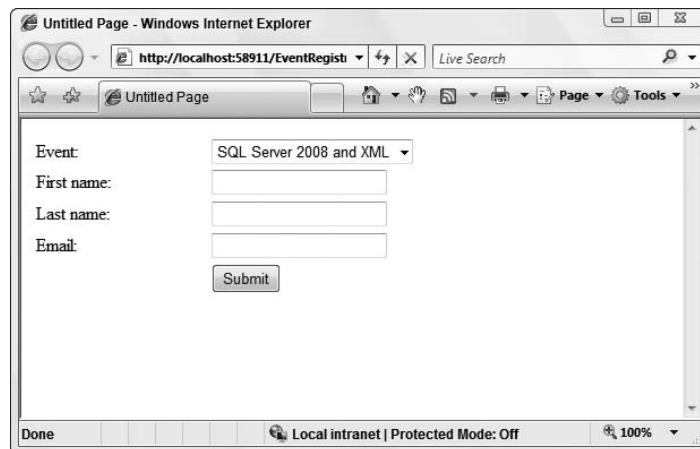 Untitled Page - Windows Internet Explorer
http://localhost:58911/EventRegisti
Live Search
Untitled Page
Page
Tools
»
Event:
SQL Server 2008 and XML
First name:
Last name:
Email:
Submit
Done
Local intranet | Protected Mode: Off
100%